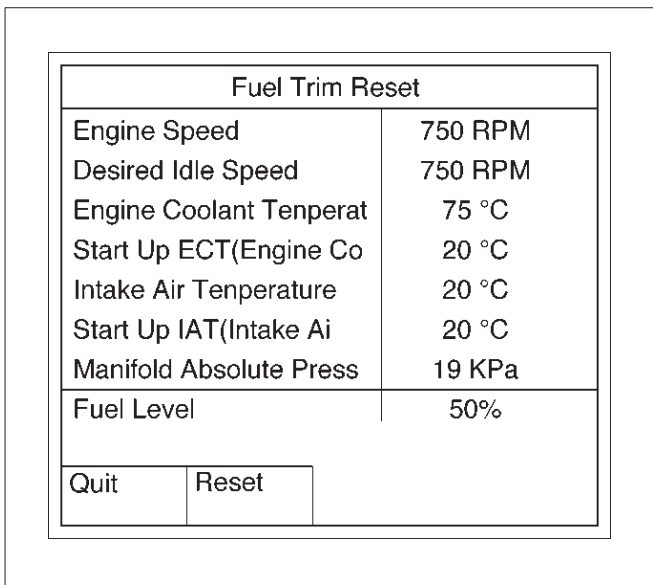 Fuel Trim Reset
Engine Speed 750 RPM
Desired Idle Speed 750 RPM
Engine Coolant Tenperat 75 °C
Start Up ECT(Engine Co 20 °C
Intake Air Tenperature 20 °C
Start Up IAT(Intake Ai 20 °C
Manifold Absolute Press 19 KPa
Fuel Level 50%
Quit Reset